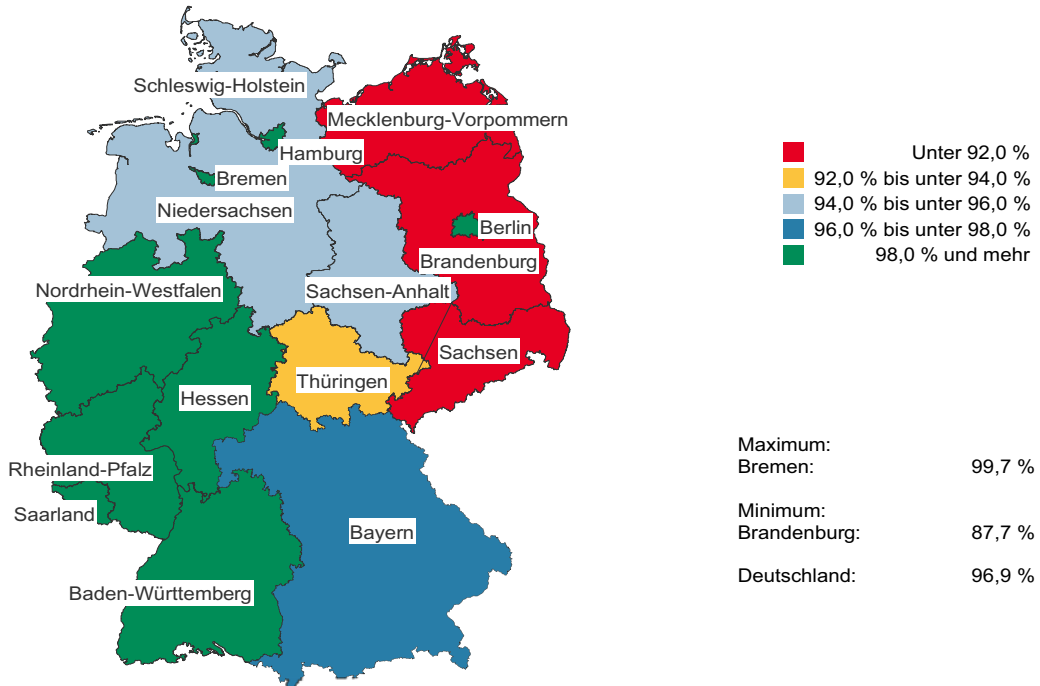 Schleswig-Holstein
Mecklenburg-Vorpommern
Hamburg
Bremen
Niedersachsen
Berlin
Brandenburg
Nordrhein-Westfalen
Sachsen-Anhalt
Sachsen
Thüringen
Hessen
Rheinland-Pfalz
Saarland
Bayern
Baden-Württemberg
Unter 92,0 %
92,0 % bis unter 94,0 %
94,0 % bis unter 96,0 %
96,0 % bis unter 98,0 %
98,0 % und mehr
Maximum:
Bremen: 99,7 %
Minimum:
Brandenburg: 87,7 %
Deutschland: 96,9 %